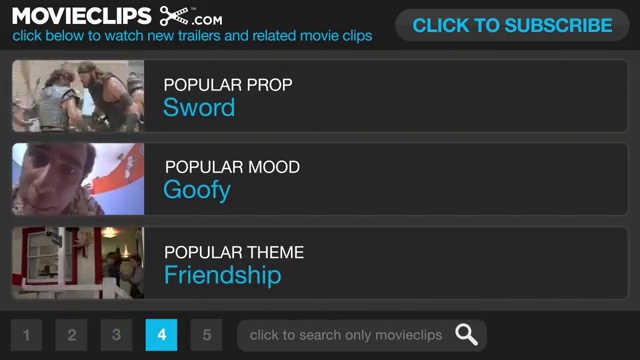 MOVIECLIPS .COM
click below to watch new trailers and related movie clips
CLICK TO SUBSCRIBE
POPULAR PROP
Sword
POPULAR MOOD
Goofy
POPULAR THEME
Friendship
1 2 3 4 5
click to search only movieclips